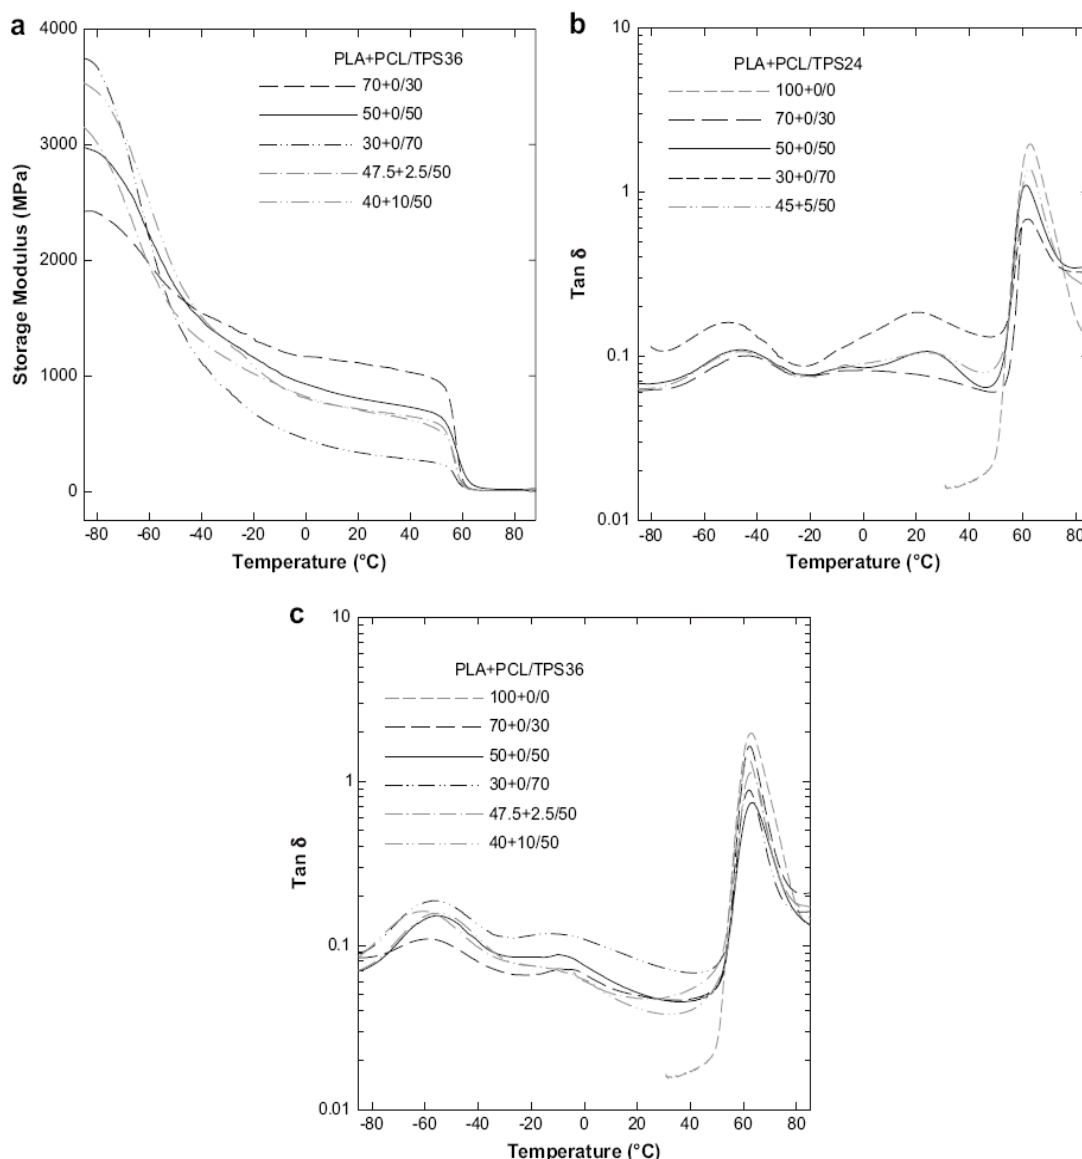 a
4000
3000
2000
1000
0
Storage Modulus (MPa)
PLA+PCL/TPS36
70+0/30
50+0/50
30+0/70
47.5+2.5/50
40+10/50
-80 -60 -40 -20 0 20 40 60 80
Temperature (°C)
b
10
1
0.1
0.01
Tan δ
PLA+PCL/TPS24
100+0/0
70+0/30
50+0/50
30+0/70
45+5/50
-80 -60 -40 -20 0 20 40 60 80
Temperature (°C)
c
10
1
0.1
0.01
Tan δ
PLA+PCL/TPS36
100+0/0
70+0/30
50+0/50
30+0/70
47.5+2.5/50
40+10/50
-80 -60 -40 -20 0 20 40 60 80
Temperature (°C)